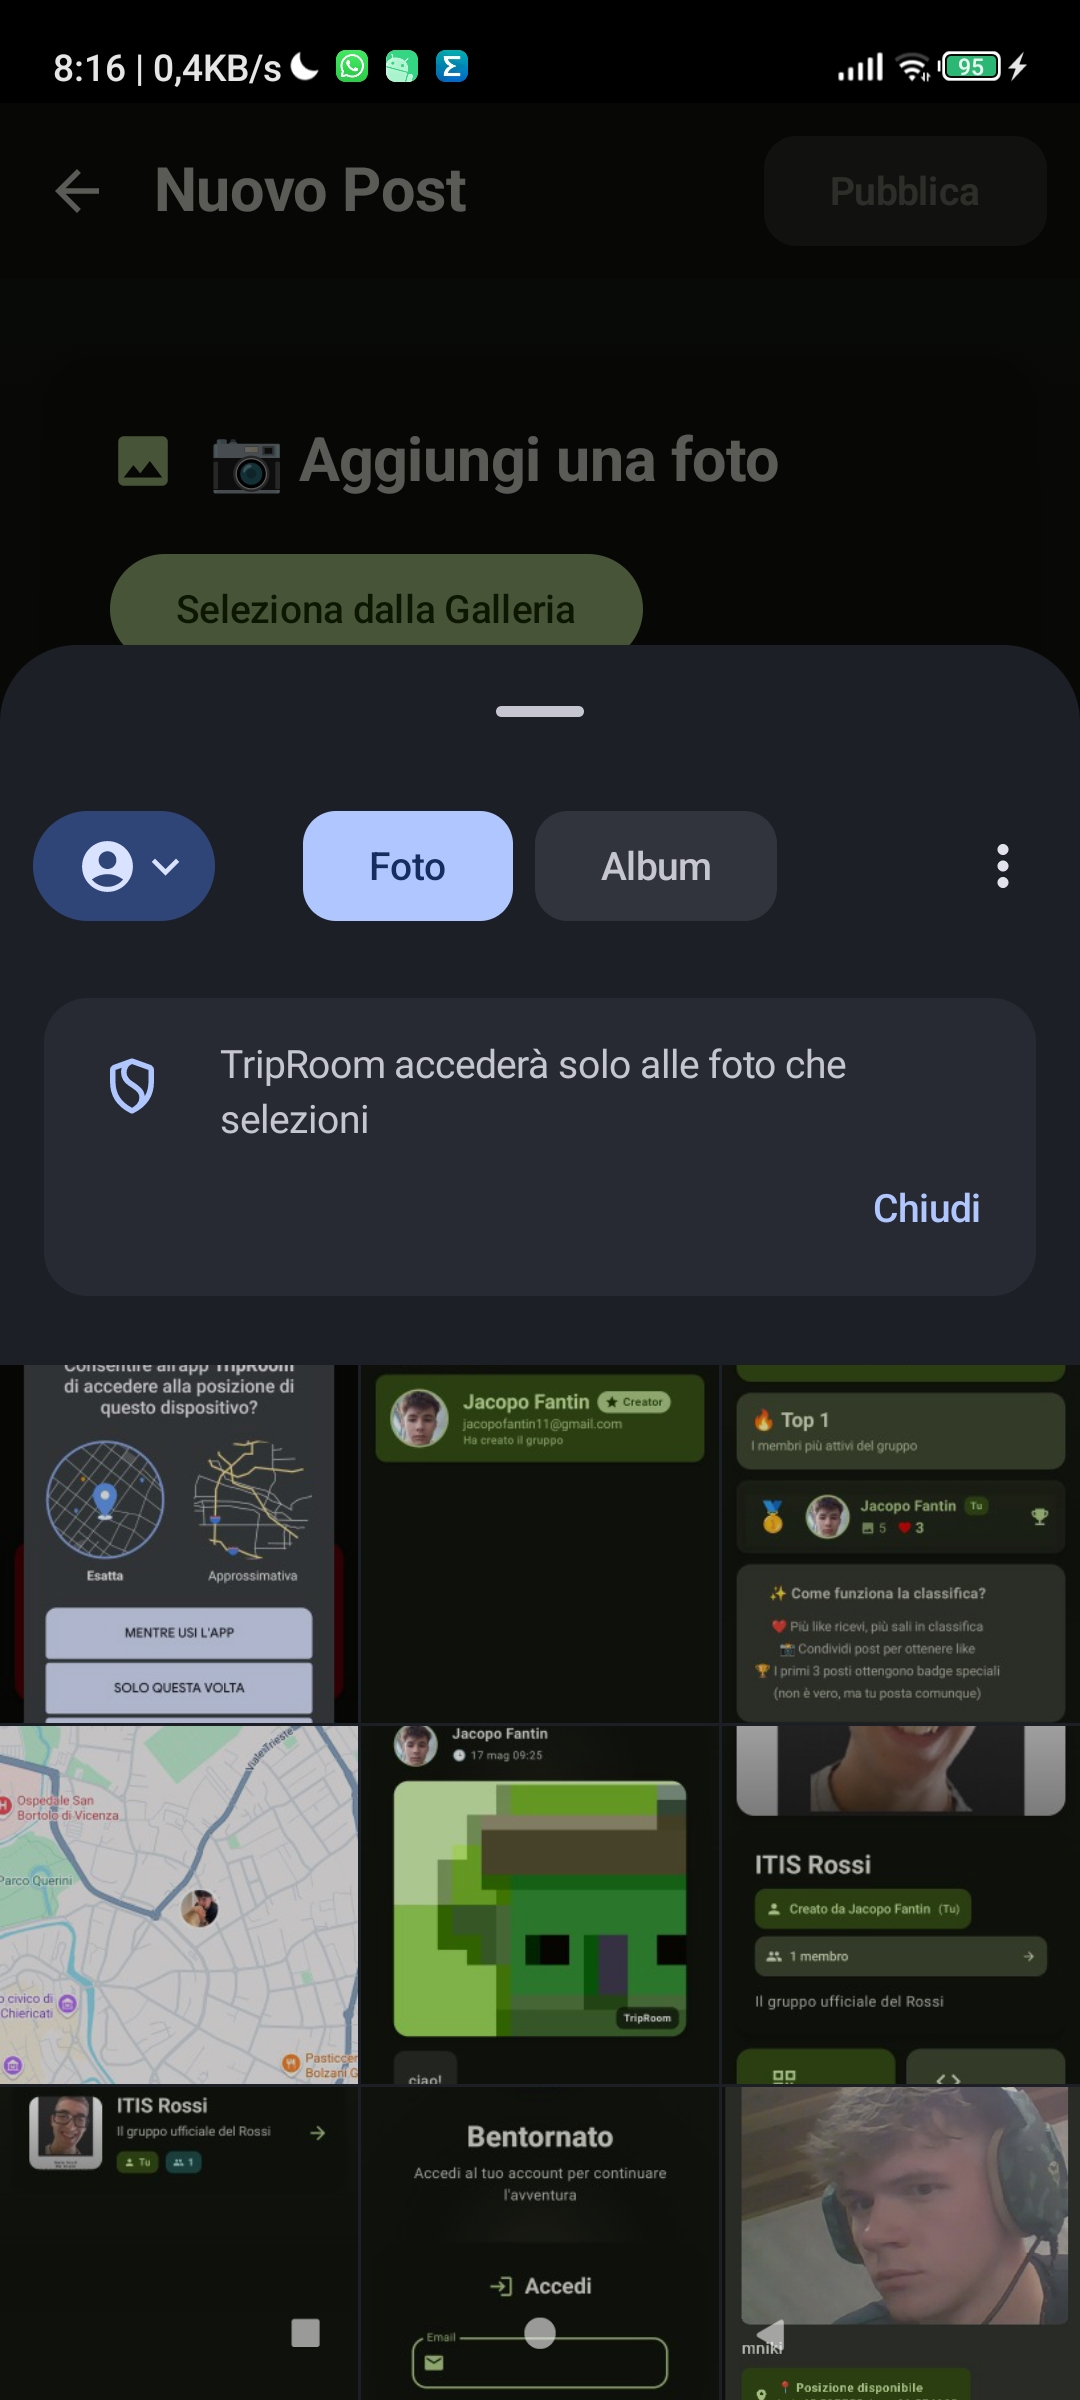 8:16 | 0,4KB/s
95
Nuovo Post
Pubblica
Aggiungi una foto
Seleziona dalla Galleria
Foto
Album
TripRoom accederà solo alle foto che
selezioni
Chiudi
Consentire all'app TripRoom
di accedere alla posizione di
questo dispositivo?
Esatta
Approssimativa
MENTRE USI L'APP
SOLO QUESTA VOLTA
Jacopo Fantin
Creator
jacopofantin11@gmail.com
Ha creato il gruppo
Top 1
I membri più attivi del gruppo
Jacopo Fantin Tu
5 3
Come funziona la classifica?
Più like ricevi, più sali in classifica
Condividi post per ottenere like
I primi 3 posti ottengono badge speciali
(non è vero, ma tu posta comunque)
Viale Trieste
Ospedale San
Bortolo di Vicenza
Parco Querini
o civico di
Chiericati
Pasticcer
Bolzani G
Jacopo Fantin
17 mag 09:25
TripRoom
ciao!
ITIS Rossi
Creato da Jacopo Fantin (Tu)
1 membro
Il gruppo ufficiale del Rossi
ITIS Rossi
Il gruppo ufficiale del Rossi
Tu
1
Bentornato
Accedi al tuo account per continuare
l'avventura
Accedi
Email
mniki
Posizione disponibile